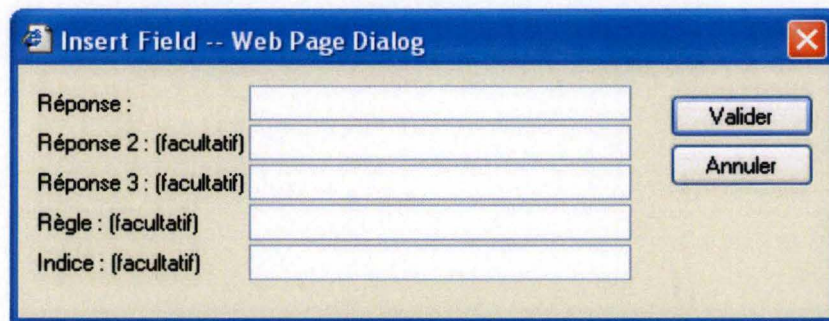 Insert Field -- Web Page Dialog
Réponse :
Valider
Réponse 2 : (facultatif)
Annuler
Réponse 3 : (facultatif)
Règle : (facultatif)
Indice : (facultatif)